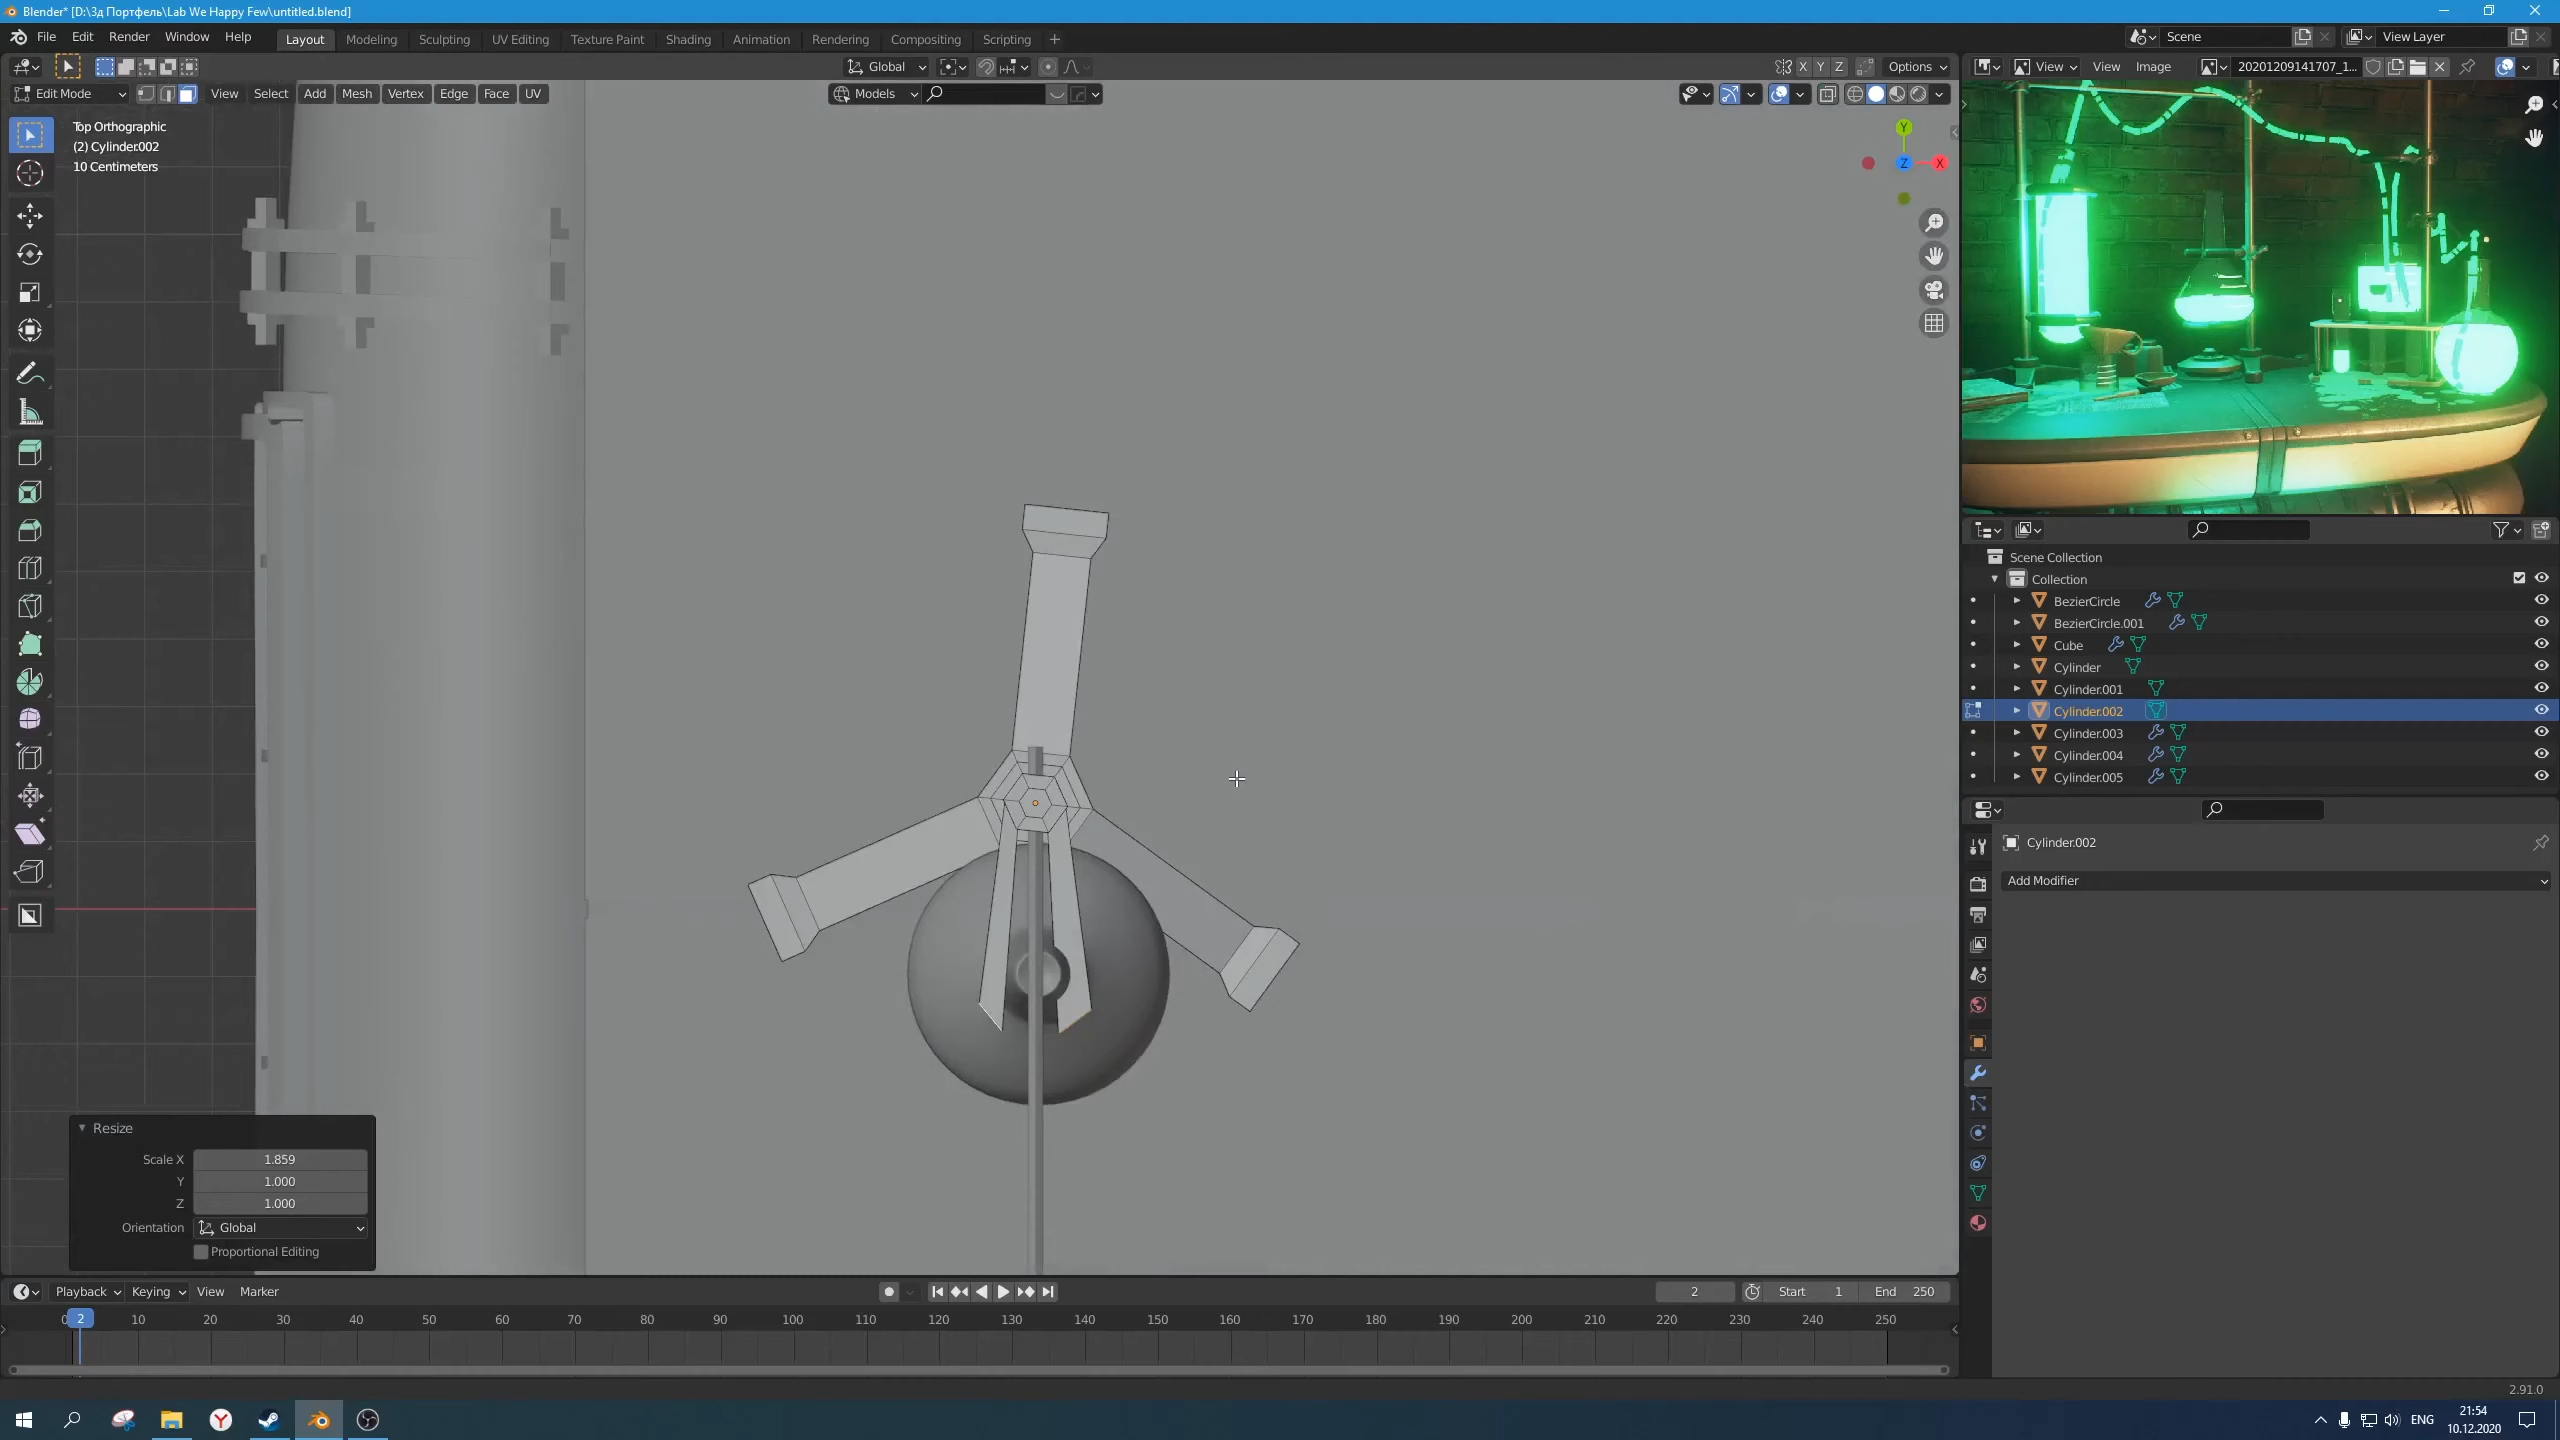 Blender* [D:\3д Портфель\Lab We Happy Few\untitled.blend]
File Edit Render Window Help Layout Modeling Sculpting UV Editing Texture Paint Shading Animation Rendering Compositing Scripting +
Scene View Layer
Global X Y Z Options
View View Image 20201209141707_1...
Edit Mode View Select Add Mesh Vertex Edge Face UV Models
Top Orthographic
(2) Cylinder.002
10 Centimeters
Y
Z
X
Scene Collection
Collection
BezierCircle
BezierCircle.001
Cube
Cylinder
Cylinder.001
Cylinder.002
Cylinder.003
Cylinder.004
Cylinder.005
Cylinder.002
Add Modifier
Resize
Scale X 1.859
Y 1.000
Z 1.000
Orientation Global
Proportional Editing
Playback Keying View Marker 2 Start 1 End 250
0 2 10 20 30 40 50 60 70 80 90 100 110 120 130 140 150 160 170 180 190 200 210 220 230 240 250
2.91.0
ENG
21:54
10.12.2020